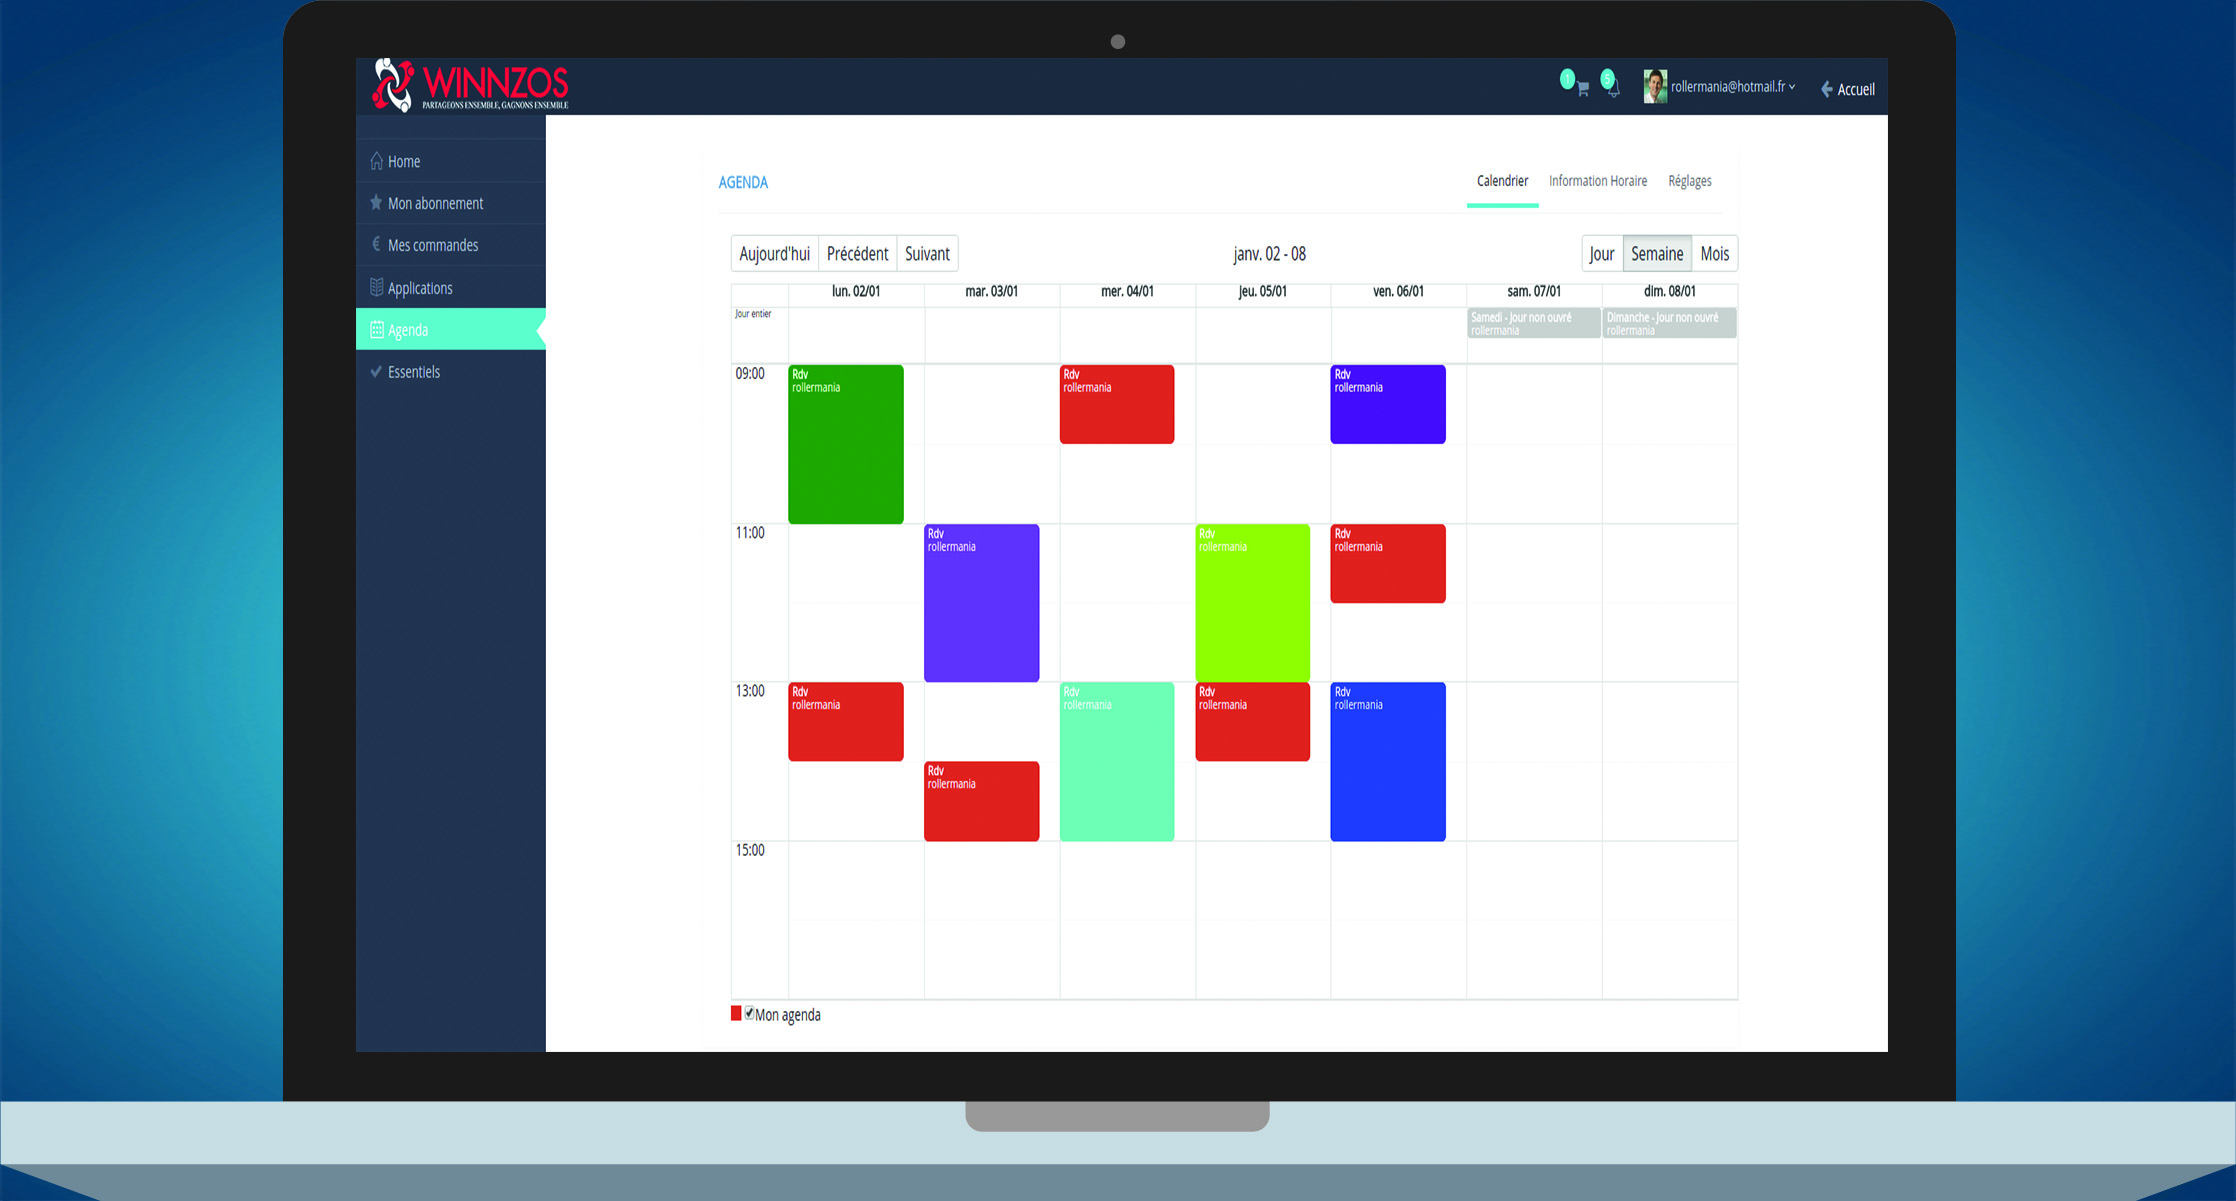 WINNZOS
PARTAGEONS ENSEMBLE, GAGNONS ENSEMBLE
1
5
rollermania@hotmail.fr
Accueil
Home
Mon abonnement
Mes commandes
Applications
Agenda
Essentiels
AGENDA
Calendrier
Information Horaire
Réglages
Aujourd'hui
Précédent
Suivant
janv. 02 - 08
Jour
Semaine
Mois
lun. 02/01
mar. 03/01
mer. 04/01
jeu. 05/01
ven. 06/01
sam. 07/01
dim. 08/01
Jour entier
Samedi - Jour non ouvré
rollermania
Dimanche - Jour non ouvré
rollermania
09:00
Rdv
rollermania
Rdv
rollermania
Rdv
rollermania
11:00
Rdv
rollermania
Rdv
rollermania
Rdv
rollermania
13:00
Rdv
rollermania
Rdv
rollermania
Rdv
rollermania
Rdv
rollermania
Rdv
rollermania
15:00
Mon agenda